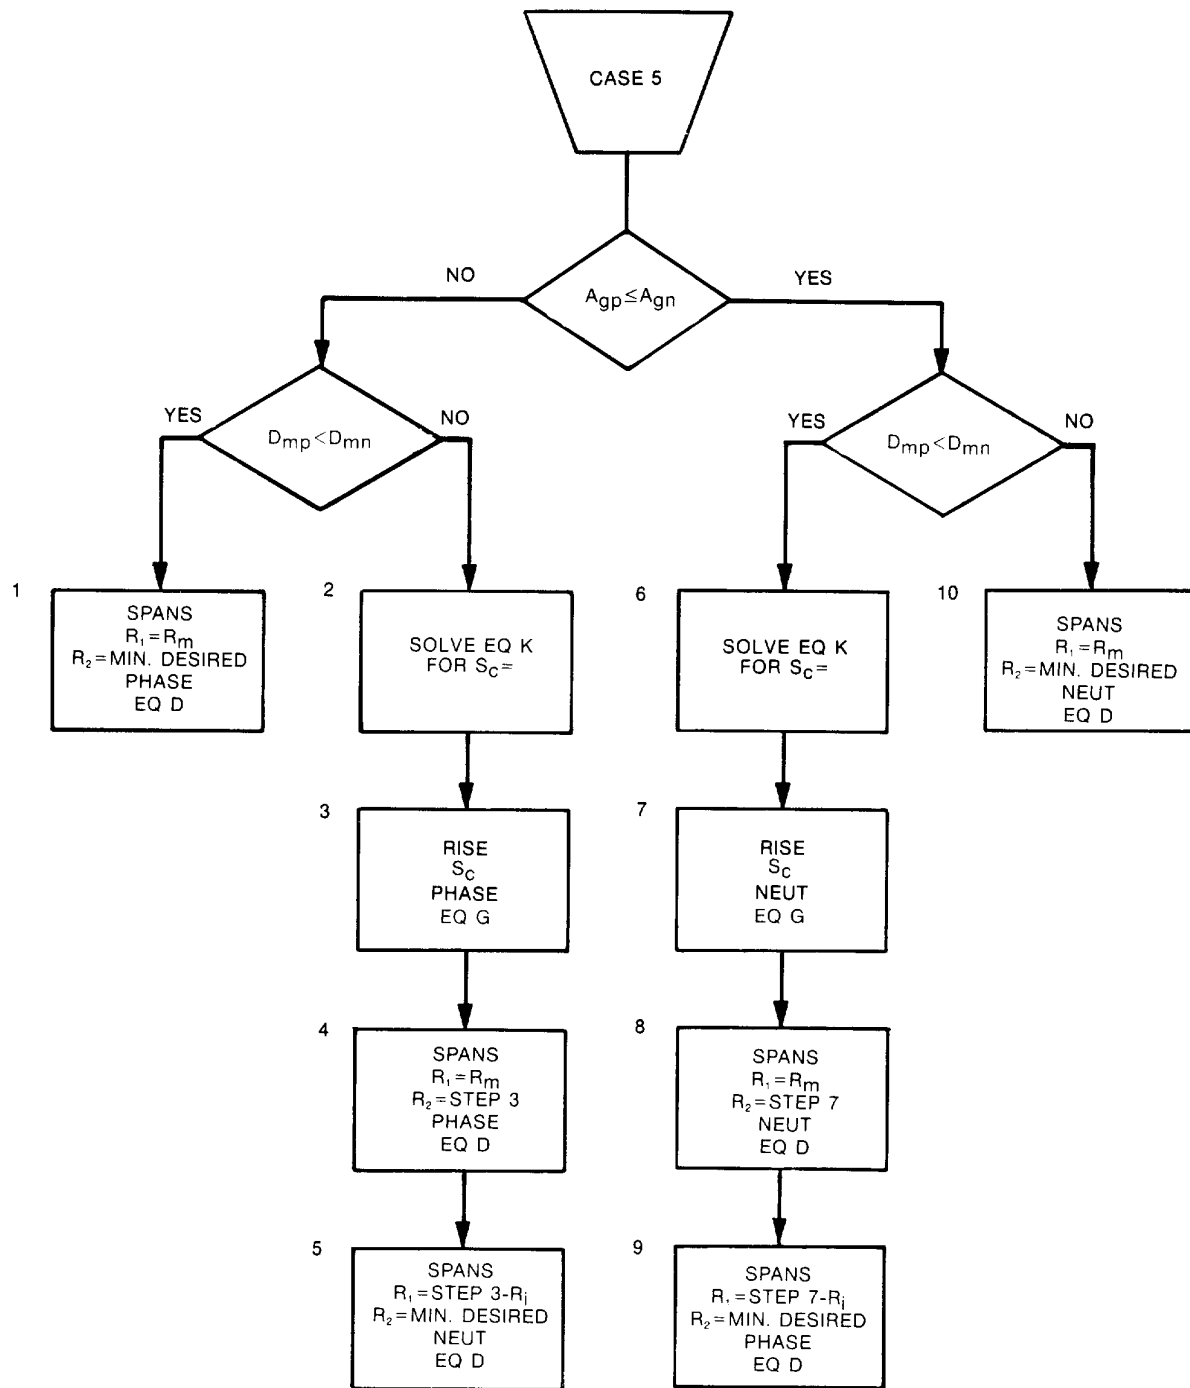 CASE 5
NO
YES
Agp≤Agn
YES
Dmp<Dmn
NO
YES
Dmp<Dmn
NO
1
SPANS
R₁=Rm
R₂=MIN. DESIRED
PHASE
EQ D
2
SOLVE EQ K
FOR Sc=
6
SOLVE EQ K
FOR Sc=
10
SPANS
R₁=Rm
R₂=MIN. DESIRED
NEUT
EQ D
3
RISE
Sc
PHASE
EQ G
7
RISE
Sc
NEUT
EQ G
4
SPANS
R₁=Rm
R₂=STEP 3
PHASE
EQ D
8
SPANS
R₁=Rm
R₂=STEP 7
NEUT
EQ D
5
SPANS
R₁=STEP 3-Ri
R₂=MIN. DESIRED
NEUT
EQ D
9
SPANS
R₁=STEP 7-Ri
R₂=MIN. DESIRED
PHASE
EQ D